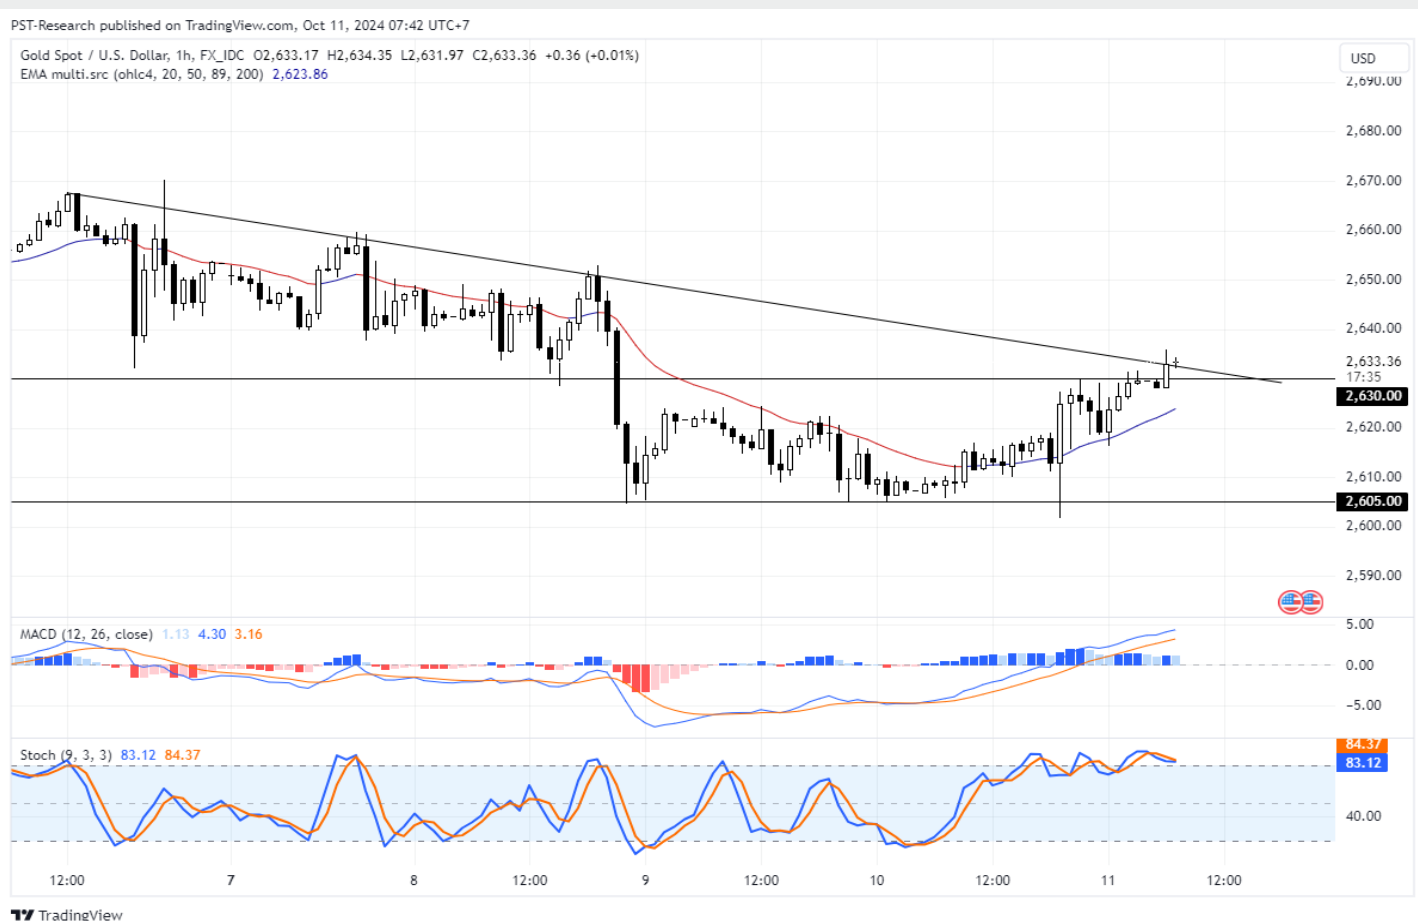 PST-Research published on TradingView.com, Oct 11, 2024 07:42 UTC+7
Gold Spot / U.S. Dollar, 1h, FX_IDC O2,633.17 H2,634.35 L2,631.97 C2,633.36 +0.36 (+0.01%)
USD
EMA multi.src (ohlc4, 20, 50, 89, 200) 2,623.86
2,690.00
2,680.00
2,670.00
2,660.00
2,650.00
2,640.00
2,633.36
17:35
2,630.00
2,620.00
2,610.00
2,605.00
2,600.00
2,590.00
MACD (12, 26, close) 1.13 4.30 3.16
5.00
0.00
-5.00
Stoch (9, 3, 3) 83.12 84.37
84.37
83.12
40.00
12:00 7 8 12:00 9 12:00 10 12:00 11 12:00
TradingView